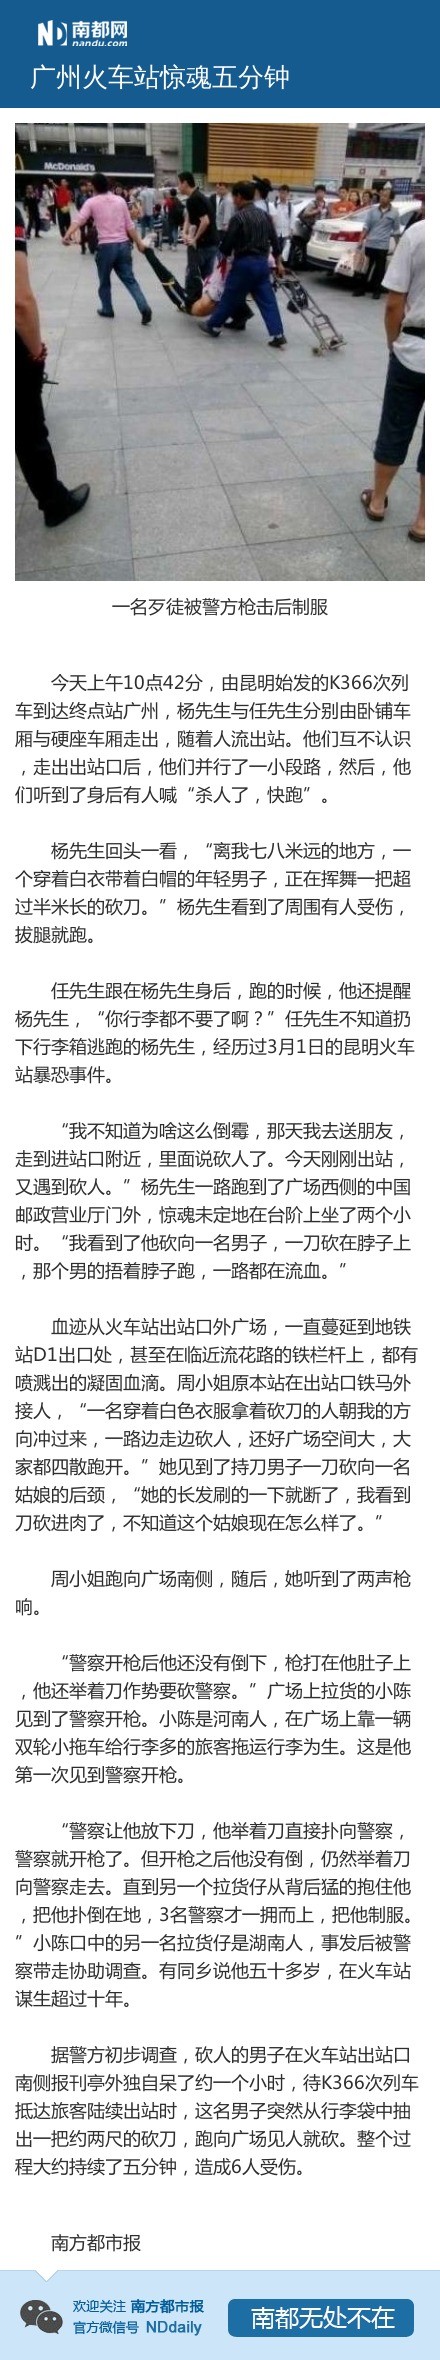 ND 南都网
nandu.com
广州火车站惊魂五分钟
McDonald's
一名歹徒被警方枪击后制服
今天上午10点42分，由昆明始发的K366次列
车到达终点站广州，杨先生与任先生分别由卧铺车
厢与硬座车厢走出，随着人流出站。他们互不认识
，走出出站口后，他们并行了一小段路，然后，他
们听到了身后有人喊“杀人了，快跑”。
杨先生回头一看，“离我七八米远的地方，一
个穿着白衣带着白帽的年轻男子，正在挥舞一把超
过半米长的砍刀。”杨先生看到了周围有人受伤，
拔腿就跑。
任先生跟在杨先生身后，跑的时候，他还提醒
杨先生，“你行李都不要了啊？”任先生不知道扔
下行李箱逃跑的杨先生，经历过3月1日的昆明火车
站暴恐事件。
“我不知道为啥这么倒霉，那天我去送朋友，
走到进站口附近，里面说砍人了。今天刚刚出站，
又遇到砍人。”杨先生一路跑到了广场西侧的中国
邮政营业厅门外，惊魂未定地在台阶上坐了两个小
时。“我看到了他砍向一名男子，一刀砍在脖子上
，那个男的捂着脖子跑，一路都在流血。”
血迹从火车站出站口外广场，一直蔓延到地铁
站D1出口处，甚至在临近流花路的铁栏杆上，都有
喷溅出的凝固血滴。周小姐原本站在出站口铁马外
接人，“一名穿着白色衣服拿着砍刀的人朝我的方
向冲过来，一路边走边砍人，还好广场空间大，大
家都四散跑开。”她见到了持刀男子一刀砍向一名
姑娘的后颈，“她的长发刷的一下就断了，我看到
刀砍进肉了，不知道这个姑娘现在怎么样了。”
周小姐跑向广场南侧，随后，她听到了两声枪
响。
“警察开枪后他还没有倒下，枪打在他肚子上
，他还举着刀作势要砍警察。”广场上拉货的小陈
见到了警察开枪。小陈是河南人，在广场上靠一辆
双轮小拖车给行李多的旅客拖运行李为生。这是他
第一次见到警察开枪。
“警察让他放下刀，他举着刀直接扑向警察，
警察就开枪了。但开枪之后他没有倒，仍然举着刀
向警察走去。直到另一个拉货仔从背后猛的抱住他
，把他扑倒在地，3名警察才一拥而上，把他制服。
”小陈口中的另一名拉货仔是湖南人，事发后被警
察带走协助调查。有同乡说他五十多岁，在火车站
谋生超过十年。
据警方初步调查，砍人的男子在火车站出站口
南侧报刊亭外独自呆了约一个小时，待K366次列车
抵达旅客陆续出站时，这名男子突然从行李袋中抽
出一把约两尺的砍刀，跑向广场见人就砍。整个过
程大约持续了五分钟，造成6人受伤。
南方都市报
欢迎关注 南方都市报
官方微信号 NDdaily
南都无处不在